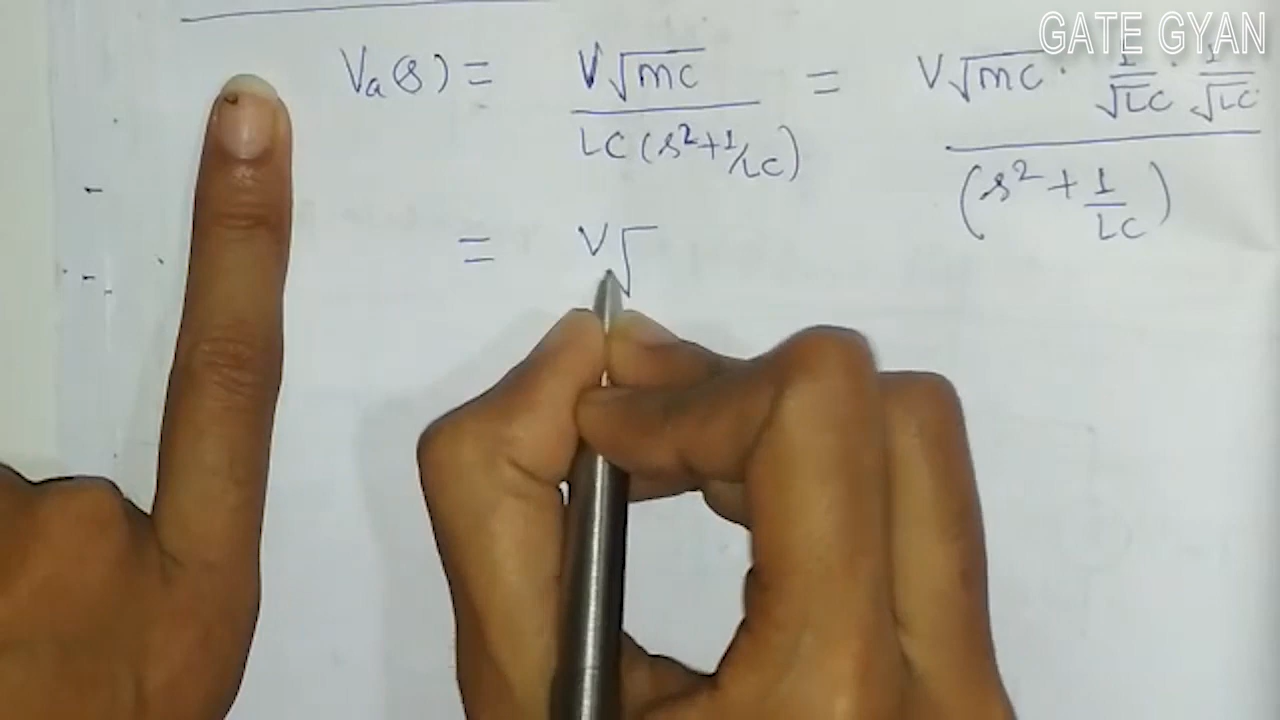 GATE GYAN
Va(s) = V√mC / LC(s²+1/LC) = V√mC · 1/√LC · 1/√LC / (s² + 1/LC)
= V√